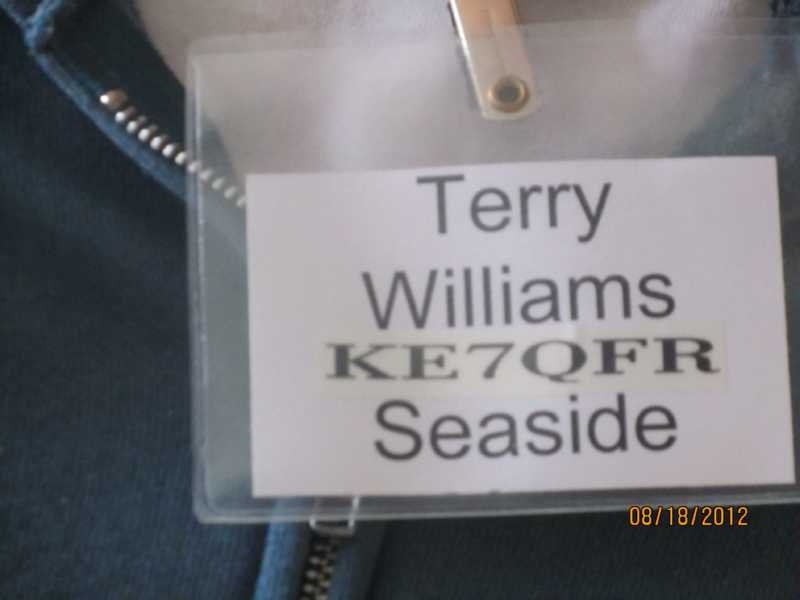 Terry
Williams
KE7QFR
Seaside
08/18/2012